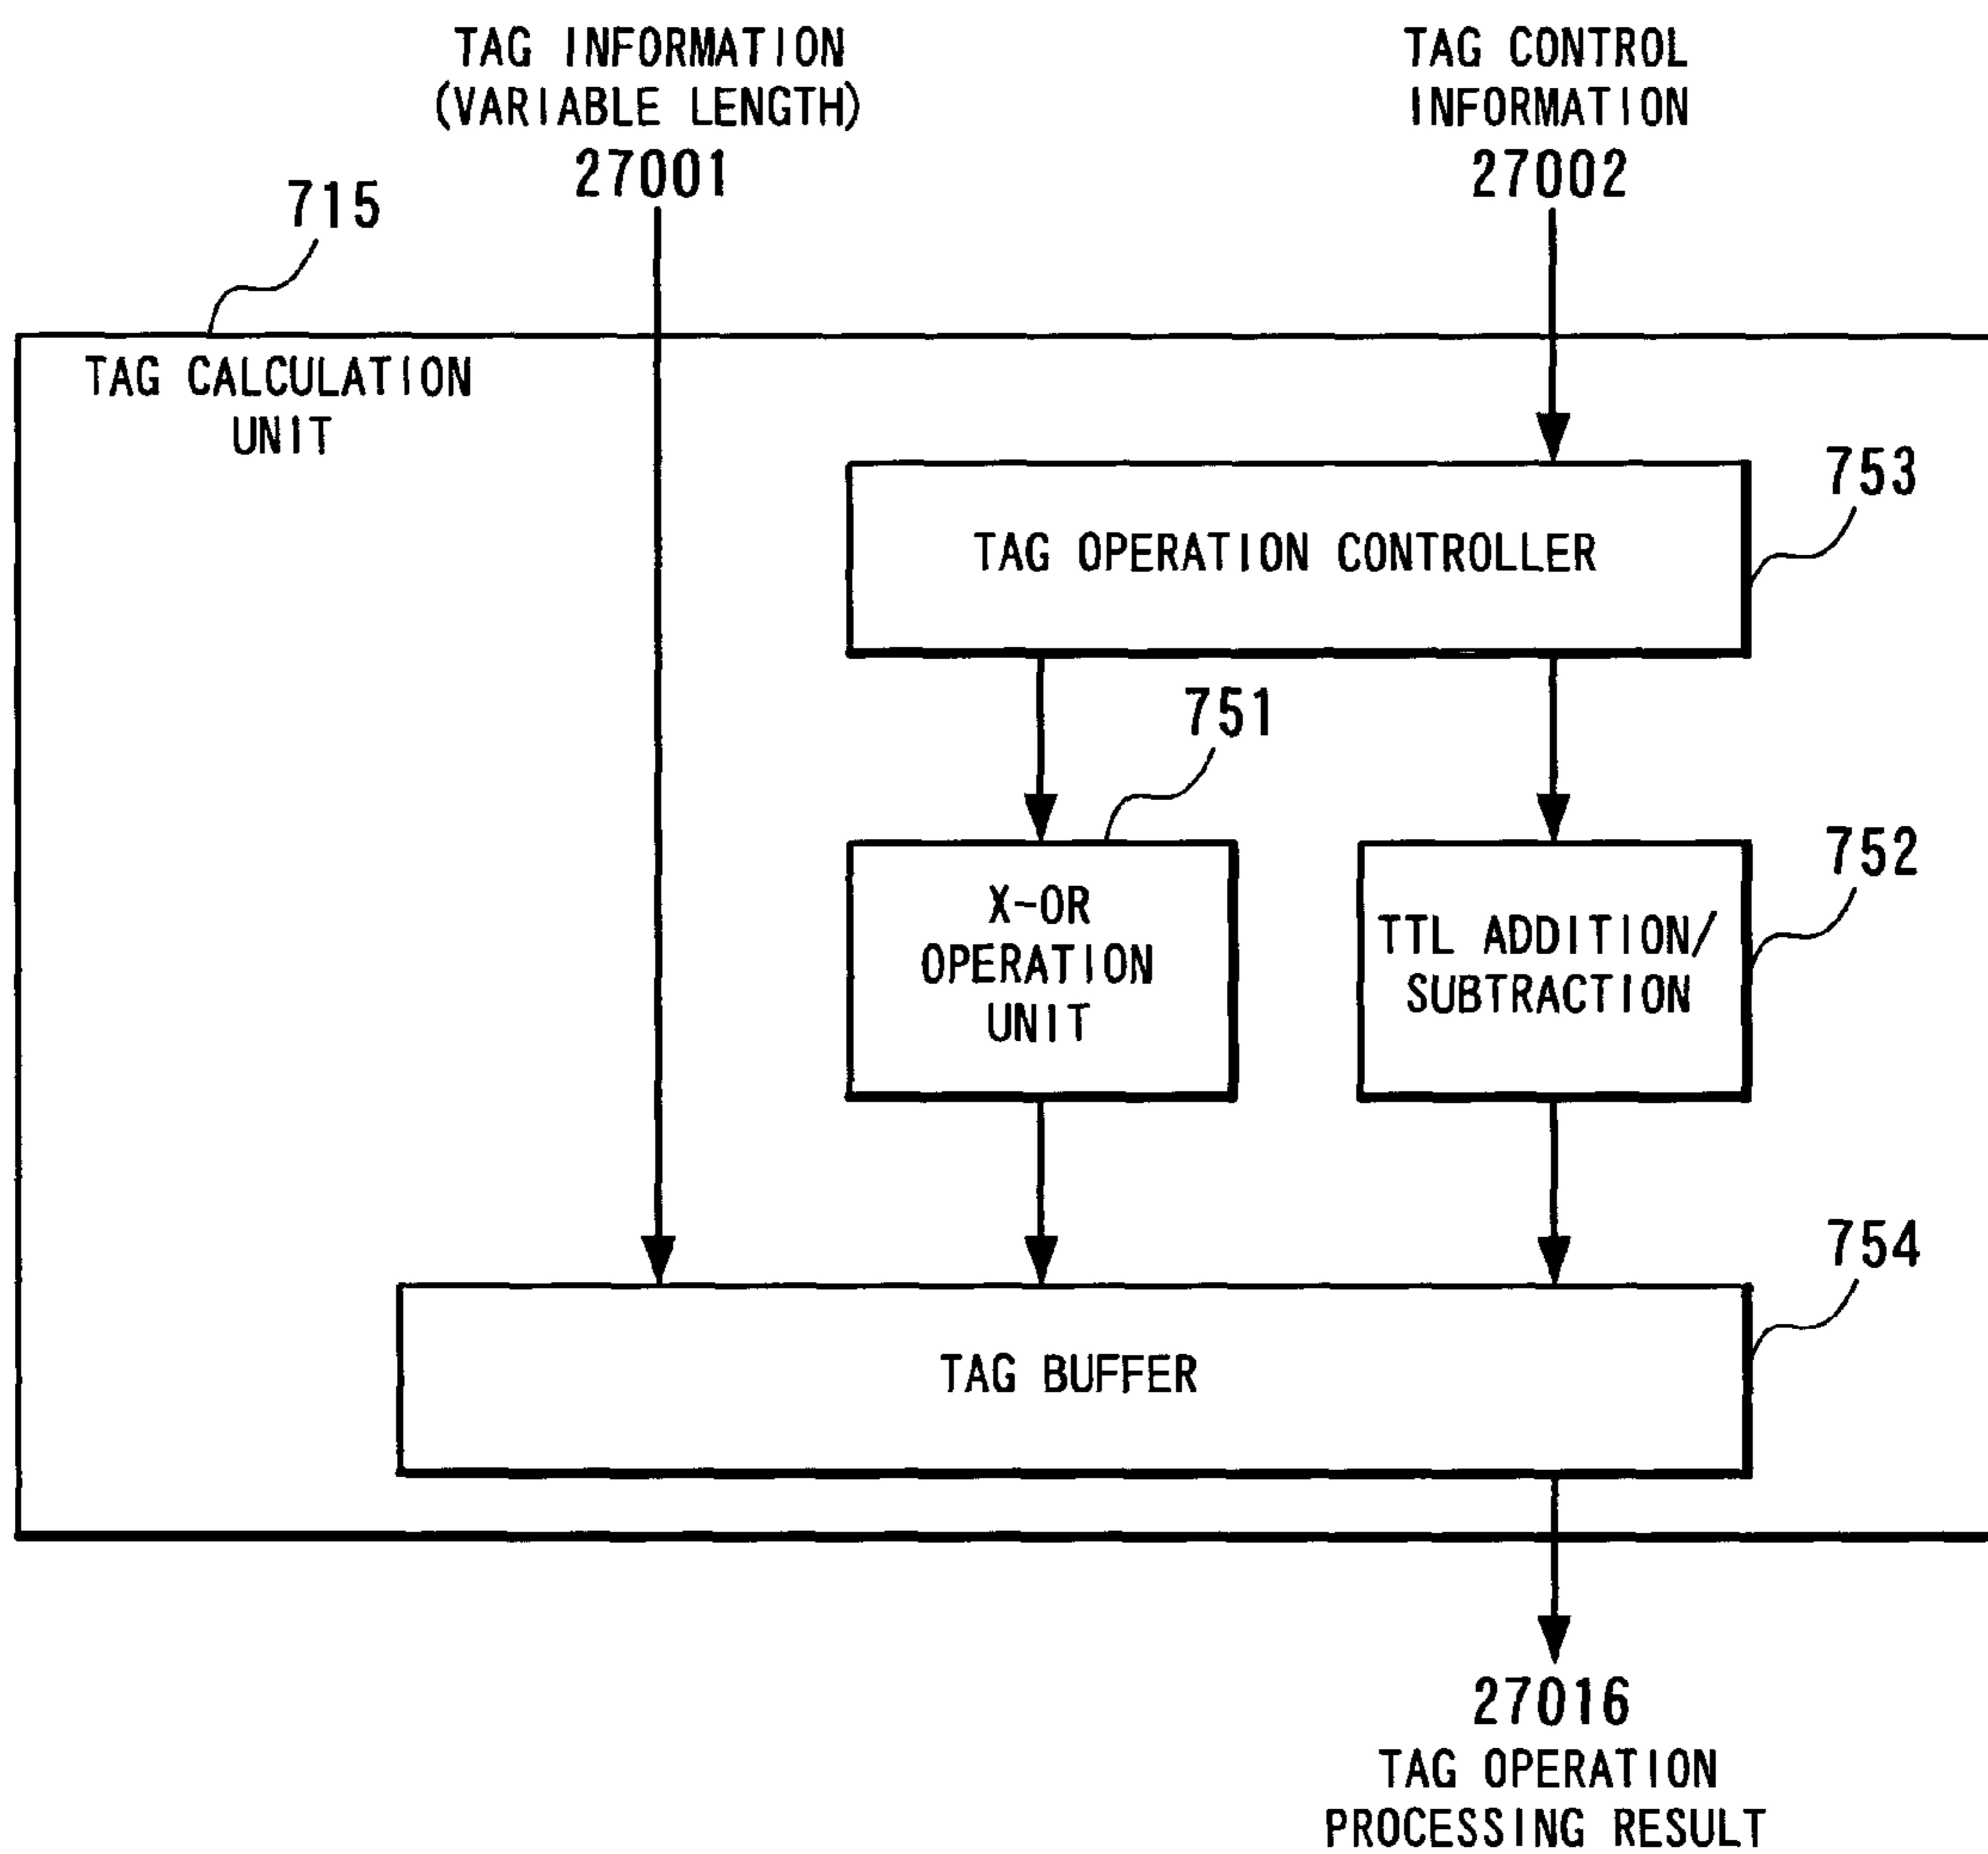 TAG INFORMATION
(VARIABLE LENGTH)
27001
TAG CONTROL
INFORMATION
27002
715
TAG CALCULATION
UNIT
753
TAG OPERATION CONTROLLER
751
X-OR
OPERATION
UNIT
752
TTL ADDITION/
SUBTRACTION
754
TAG BUFFER
27016
TAG OPERATION
PROCESSING RESULT